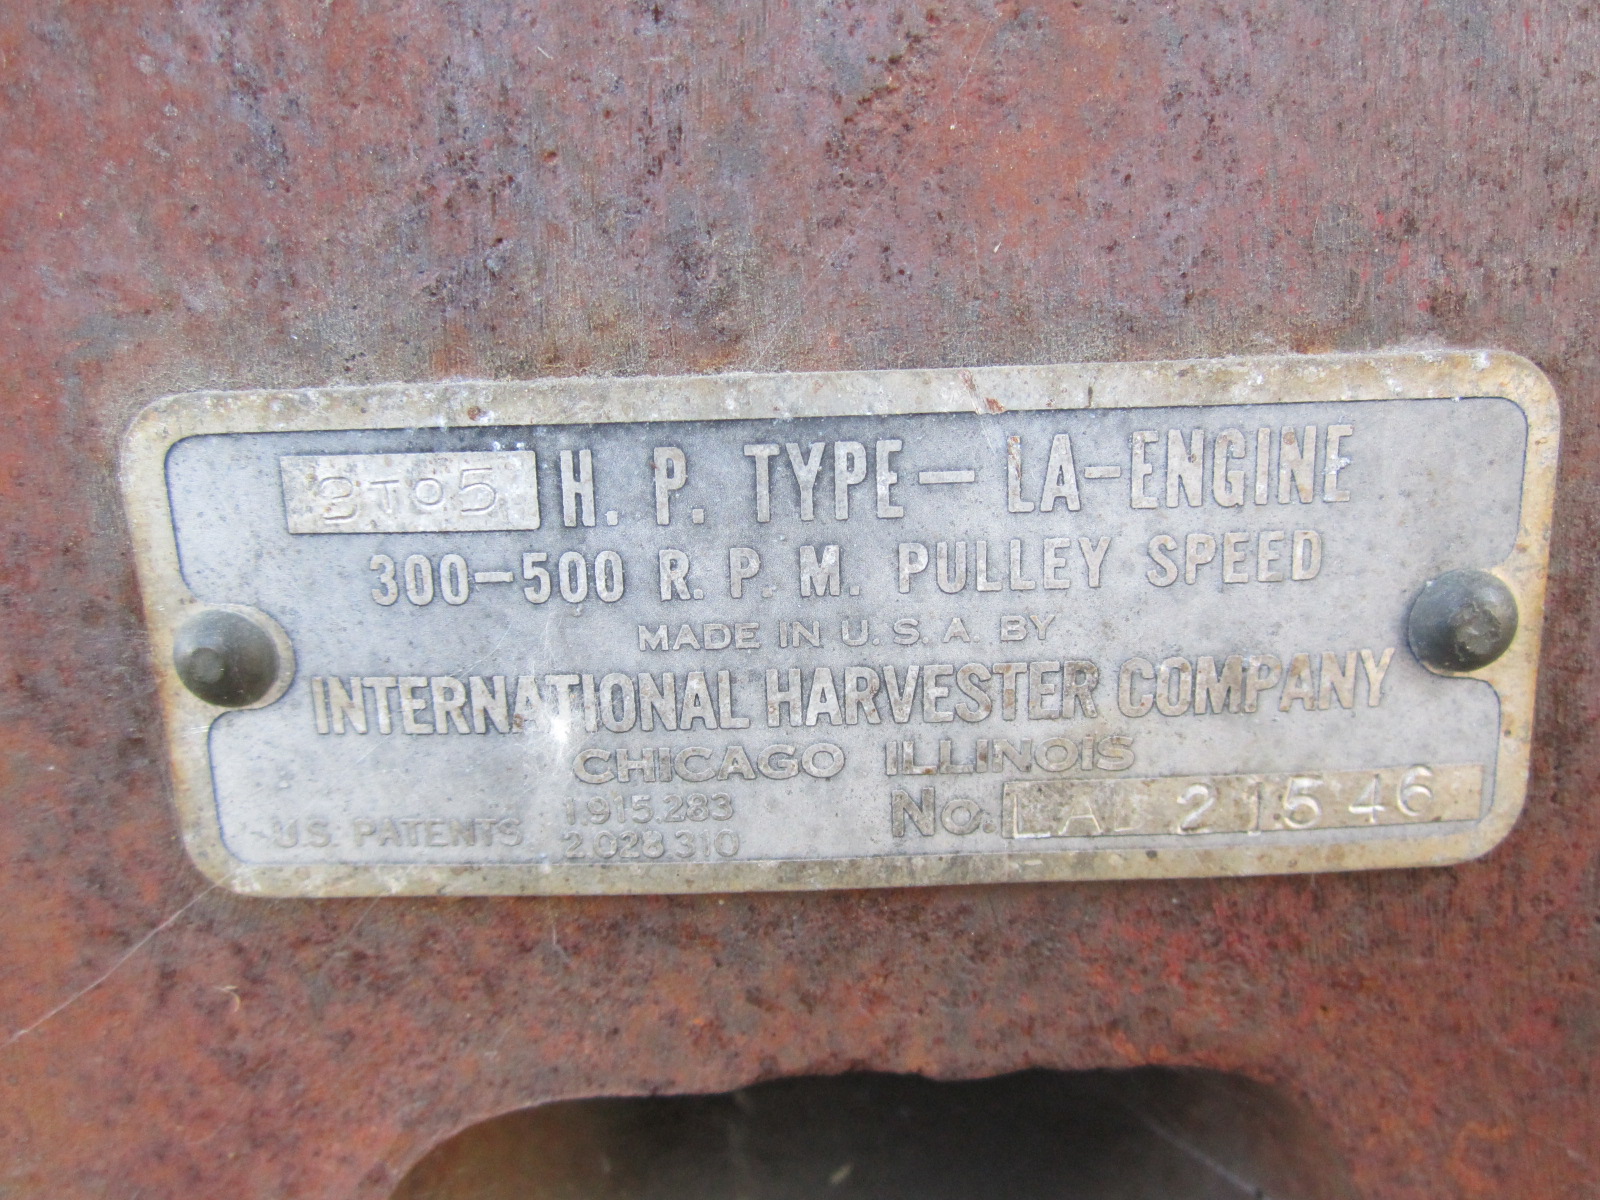 3 TO 5 H. P. TYPE — LA-ENGINE
300-500 R. P. M. PULLEY SPEED
MADE IN U. S. A. BY
INTERNATIONAL HARVESTER COMPANY
CHICAGO ILLINOIS
U.S. PATENTS 1.915.283
2.028.310
No. LAB 21546